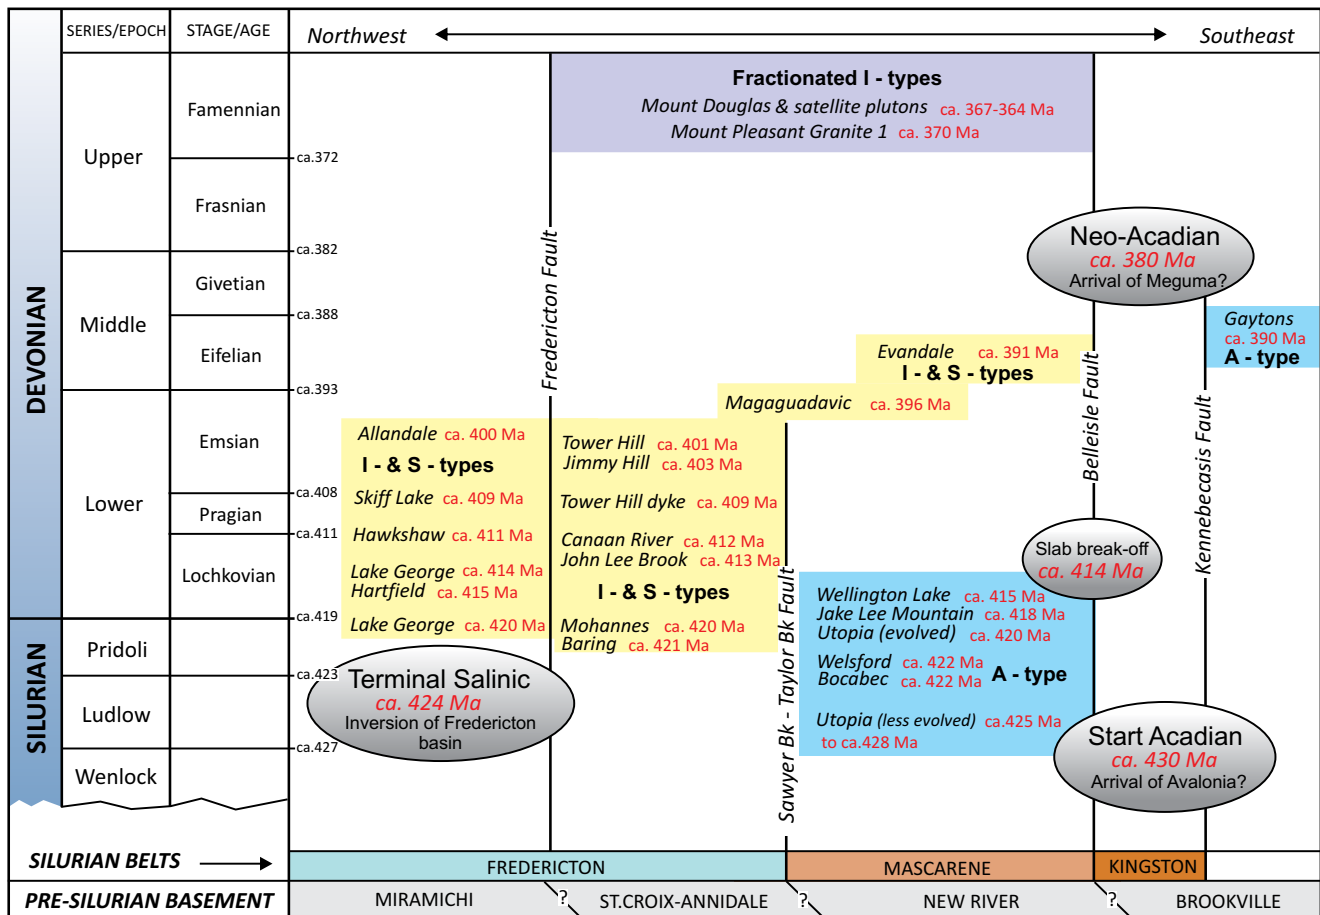 SERIES/EPOCH
STAGE/AGE
Northwest
Southeast
DEVONIAN
SILURIAN
Upper
Middle
Lower
Pridoli
Ludlow
Wenlock
Famennian
Frasnian
Givetian
Eifelian
Emsian
Pragian
Lochkovian
ca.372
ca.382
ca.388
ca.393
ca.408
ca.411
ca.419
ca.423
ca.427
Fractionated I - types
Mount Douglas & satellite plutons ca. 367-364 Ma
Mount Pleasant Granite 1 ca. 370 Ma
Fredericton Fault
Neo-Acadian
ca. 380 Ma
Arrival of Meguma?
Gaytons
ca. 390 Ma
A - type
Evandale ca. 391 Ma
I - & S - types
Magaguadavic ca. 396 Ma
Belleisle Fault
Kennebecasis Fault
Allandale ca. 400 Ma
I - & S - types
Skiff Lake ca. 409 Ma
Hawkshaw ca. 411 Ma
Lake George ca. 414 Ma
Hartfield ca. 415 Ma
Lake George ca. 420 Ma
Tower Hill ca. 401 Ma
Jimmy Hill ca. 403 Ma
Tower Hill dyke ca. 409 Ma
Canaan River ca. 412 Ma
John Lee Brook ca. 413 Ma
I - & S - types
Mohannes ca. 420 Ma
Baring ca. 421 Ma
Sawyer Bk - Taylor Bk Fault
Slab break-off
ca. 414 Ma
Wellington Lake ca. 415 Ma
Jake Lee Mountain ca. 418 Ma
Utopia (evolved) ca. 420 Ma
Welsford ca. 422 Ma
Bocabec ca. 422 Ma
A - type
Utopia (less evolved) ca.425 Ma
to ca.428 Ma
Terminal Salinic
ca. 424 Ma
Inversion of Fredericton
basin
Start Acadian
ca. 430 Ma
Arrival of Avalonia?
SILURIAN BELTS
FREDERICTON
MASCARENE
KINGSTON
PRE-SILURIAN BASEMENT
MIRAMICHI
?
ST.CROIX-ANNIDALE
?
NEW RIVER
?
BROOKVILLE